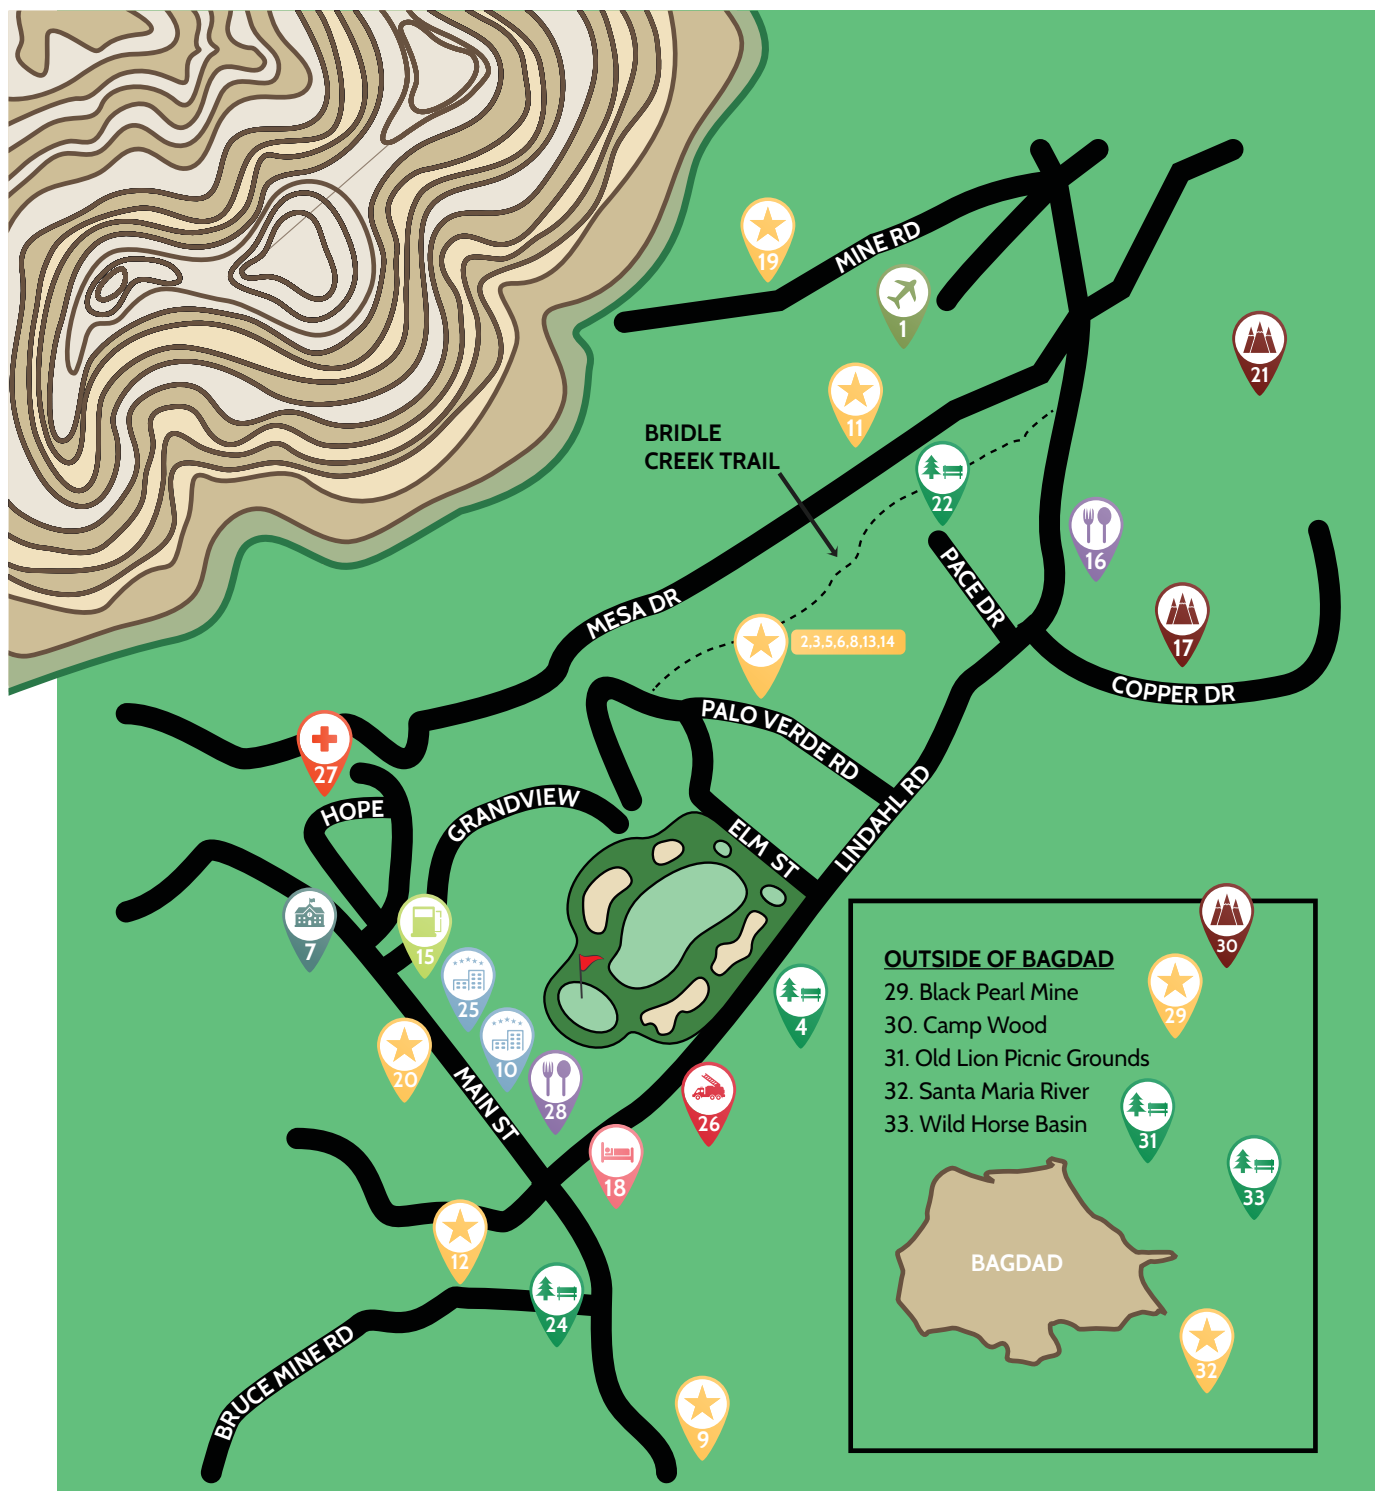 19
MINE RD
1
21
11
BRIDLE
CREEK TRAIL
22
16
PACE DR
MESA DR
17
2,3,5,6,8,13,14
COPPER DR
PALO VERDE RD
27
HOPE
GRANDVIEW
ELM ST
LINDAHL RD
7
15
25
20
10
28
MAIN ST
4
26
18
12
24
BRUCE MINE RD
9
30
OUTSIDE OF BAGDAD
29. Black Pearl Mine
30. Camp Wood
31. Old Lion Picnic Grounds
32. Santa Maria River
33. Wild Horse Basin
29
31
33
BAGDAD
32